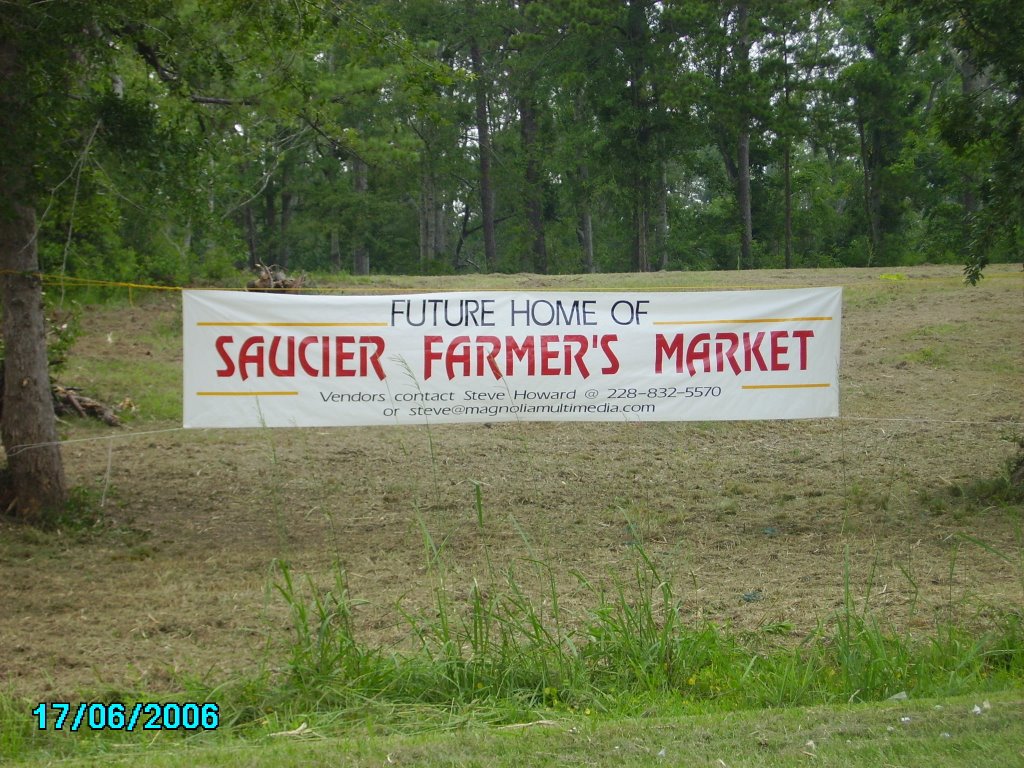 FUTURE HOME OF
SAUCIER FARMER'S MARKET
Vendors contact Steve Howard @ 228-832-5570
or steve@magnoliamultimedia.com
17/06/2006